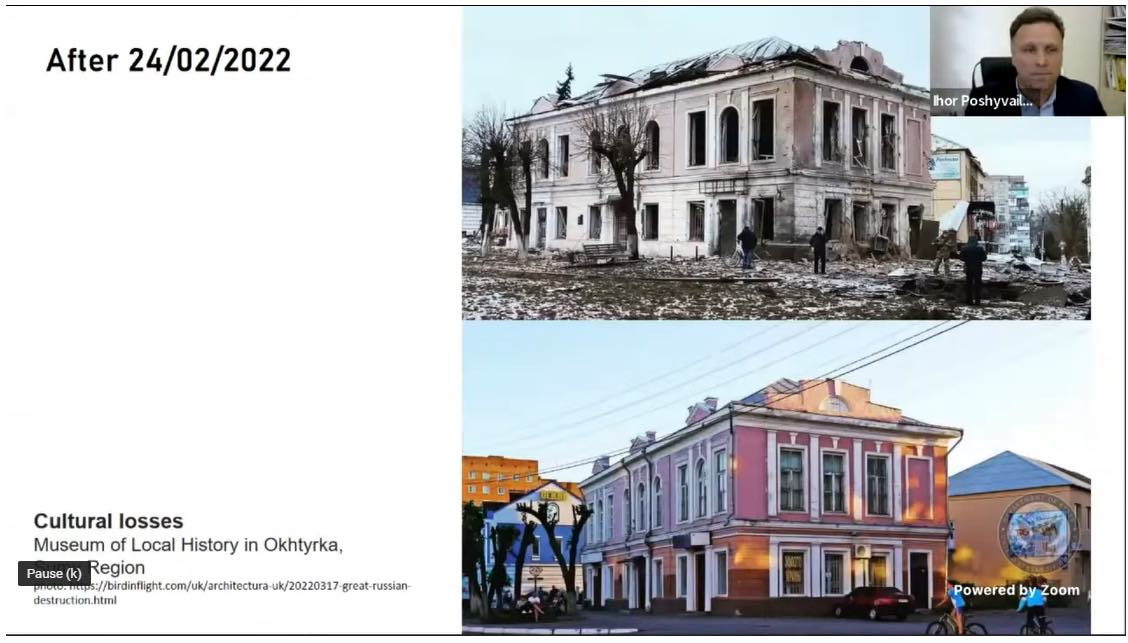 After 24/02/2022
Ihor Poshyvail...
Cultural losses
Museum of Local History in Okhtyrka,
Region
Pause (k)
photo: https://birdinflight.com/uk/architectura-uk/20220317-great-russian-
destruction.html
Powered by Zoom